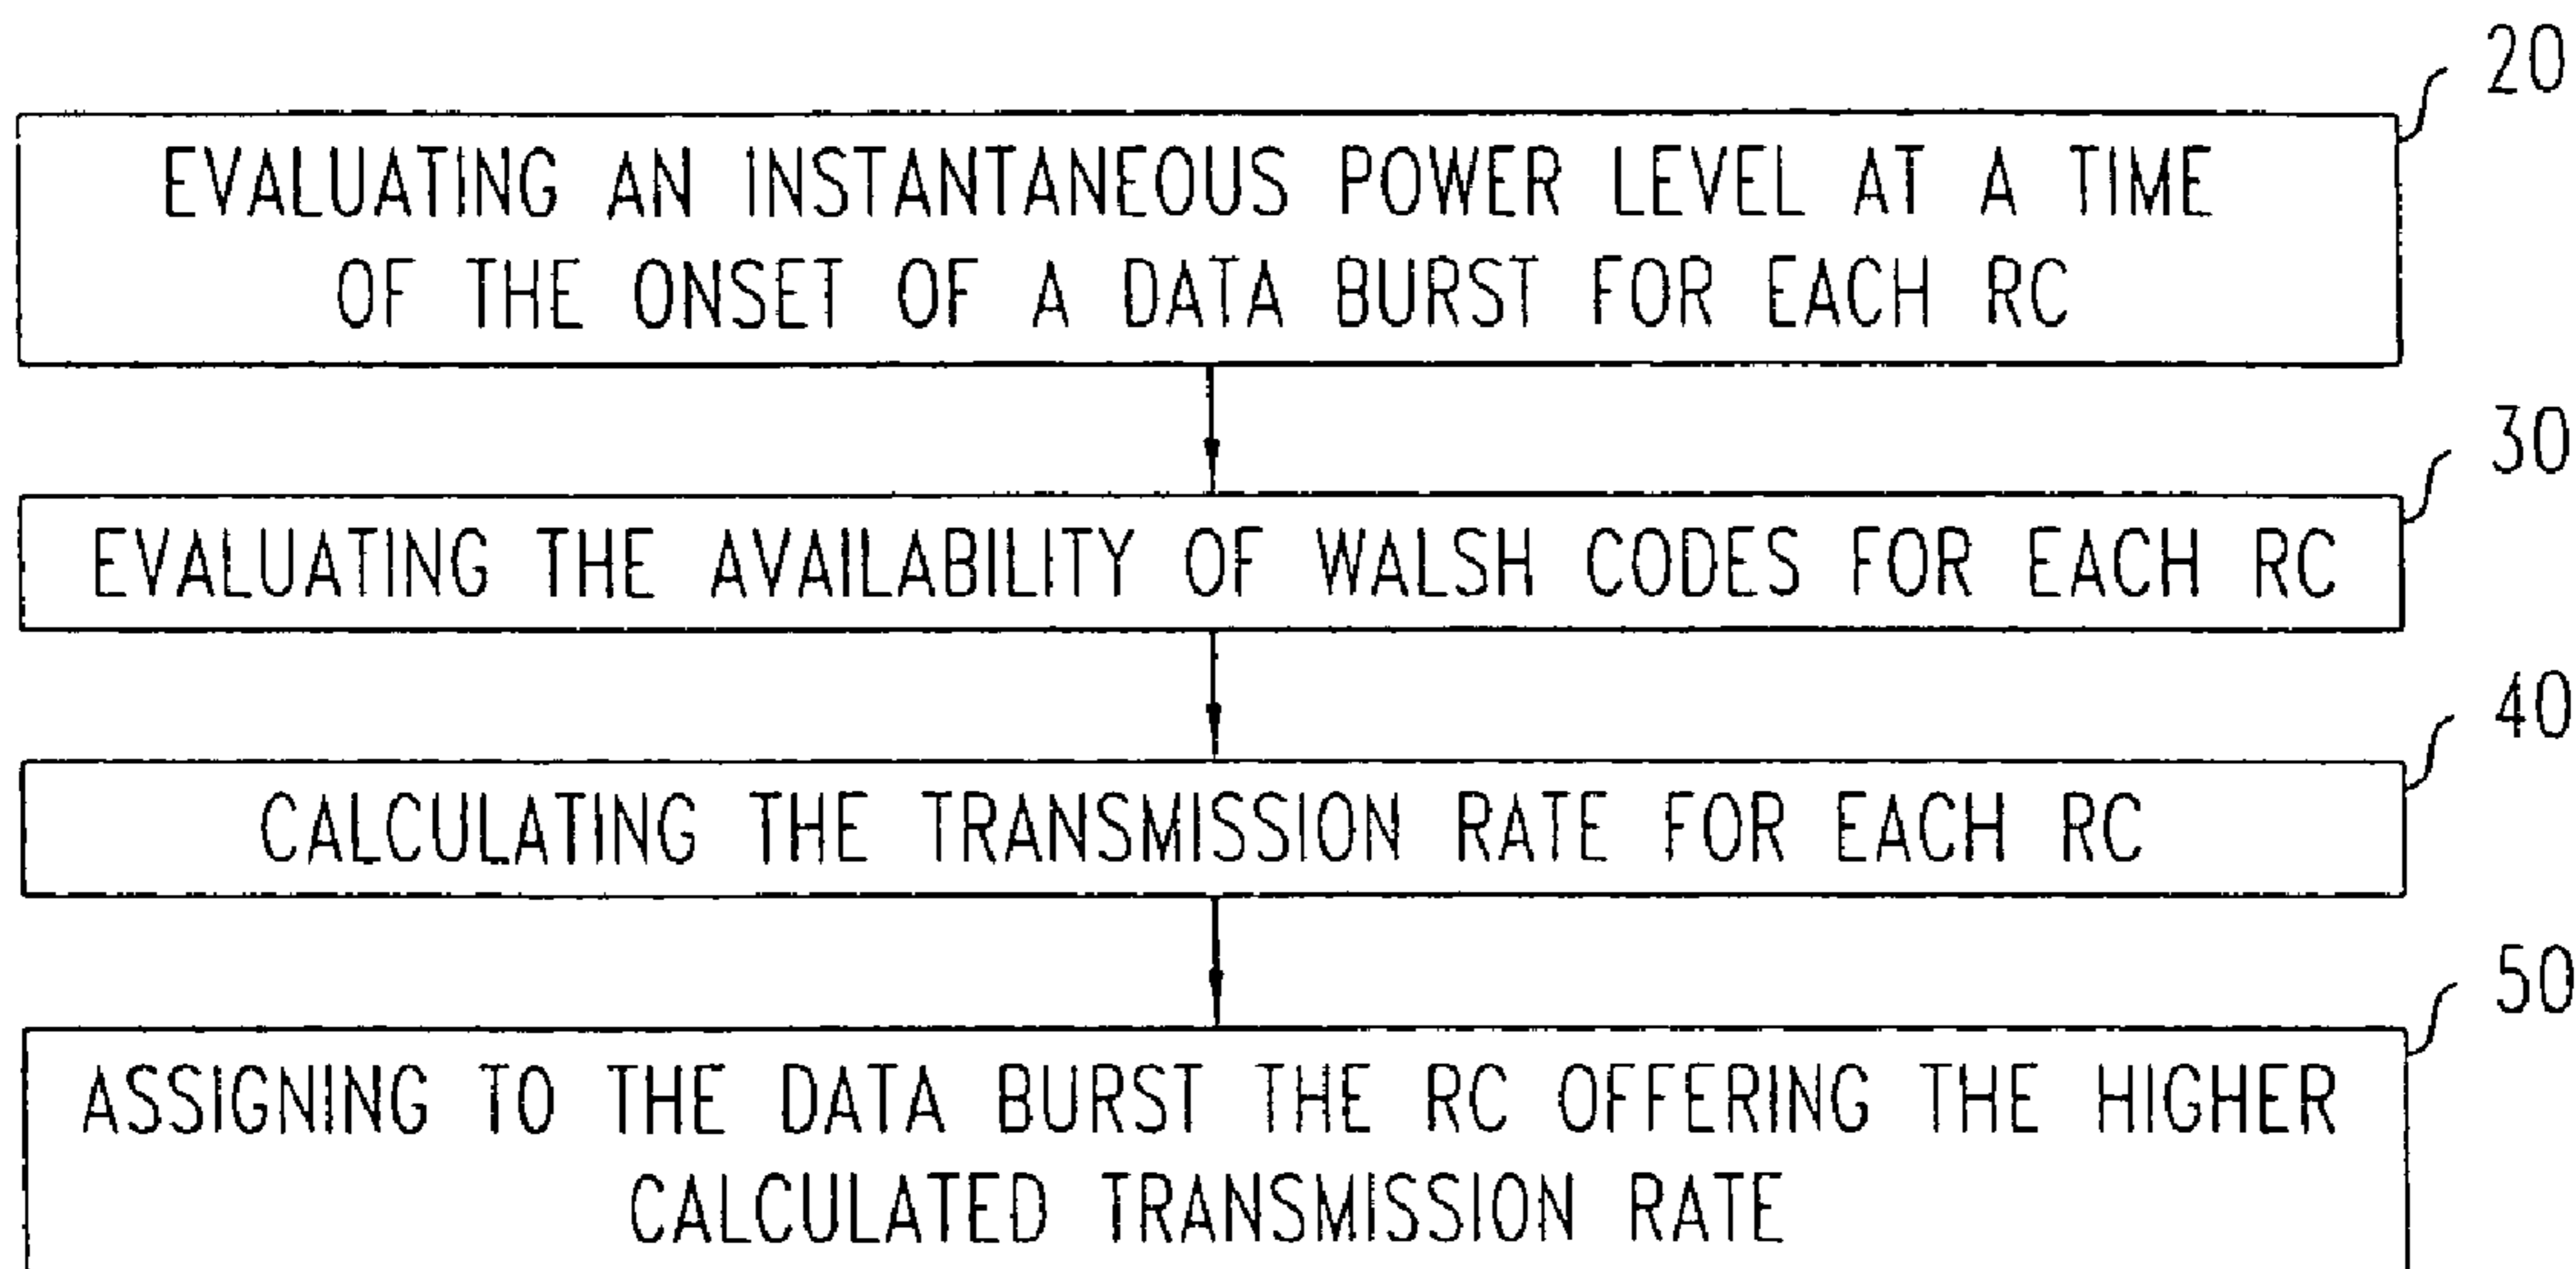 20
EVALUATING AN INSTANTANEOUS POWER LEVEL AT A TIME
OF THE ONSET OF A DATA BURST FOR EACH RC
30
EVALUATING THE AVAILABILITY OF WALSH CODES FOR EACH RC
40
CALCULATING THE TRANSMISSION RATE FOR EACH RC
50
ASSIGNING TO THE DATA BURST THE RC OFFERING THE HIGHER
CALCULATED TRANSMISSION RATE